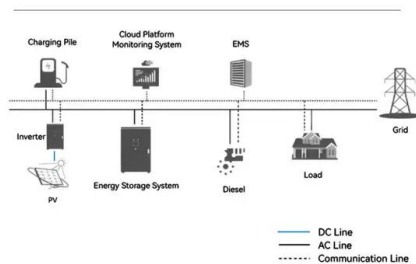 Charging Pile
Cloud Platform
Monitoring System
EMS
Grid
Inverter
PV
Energy Storage System
Diesel
Load
DC Line
AC Line
Communication Line